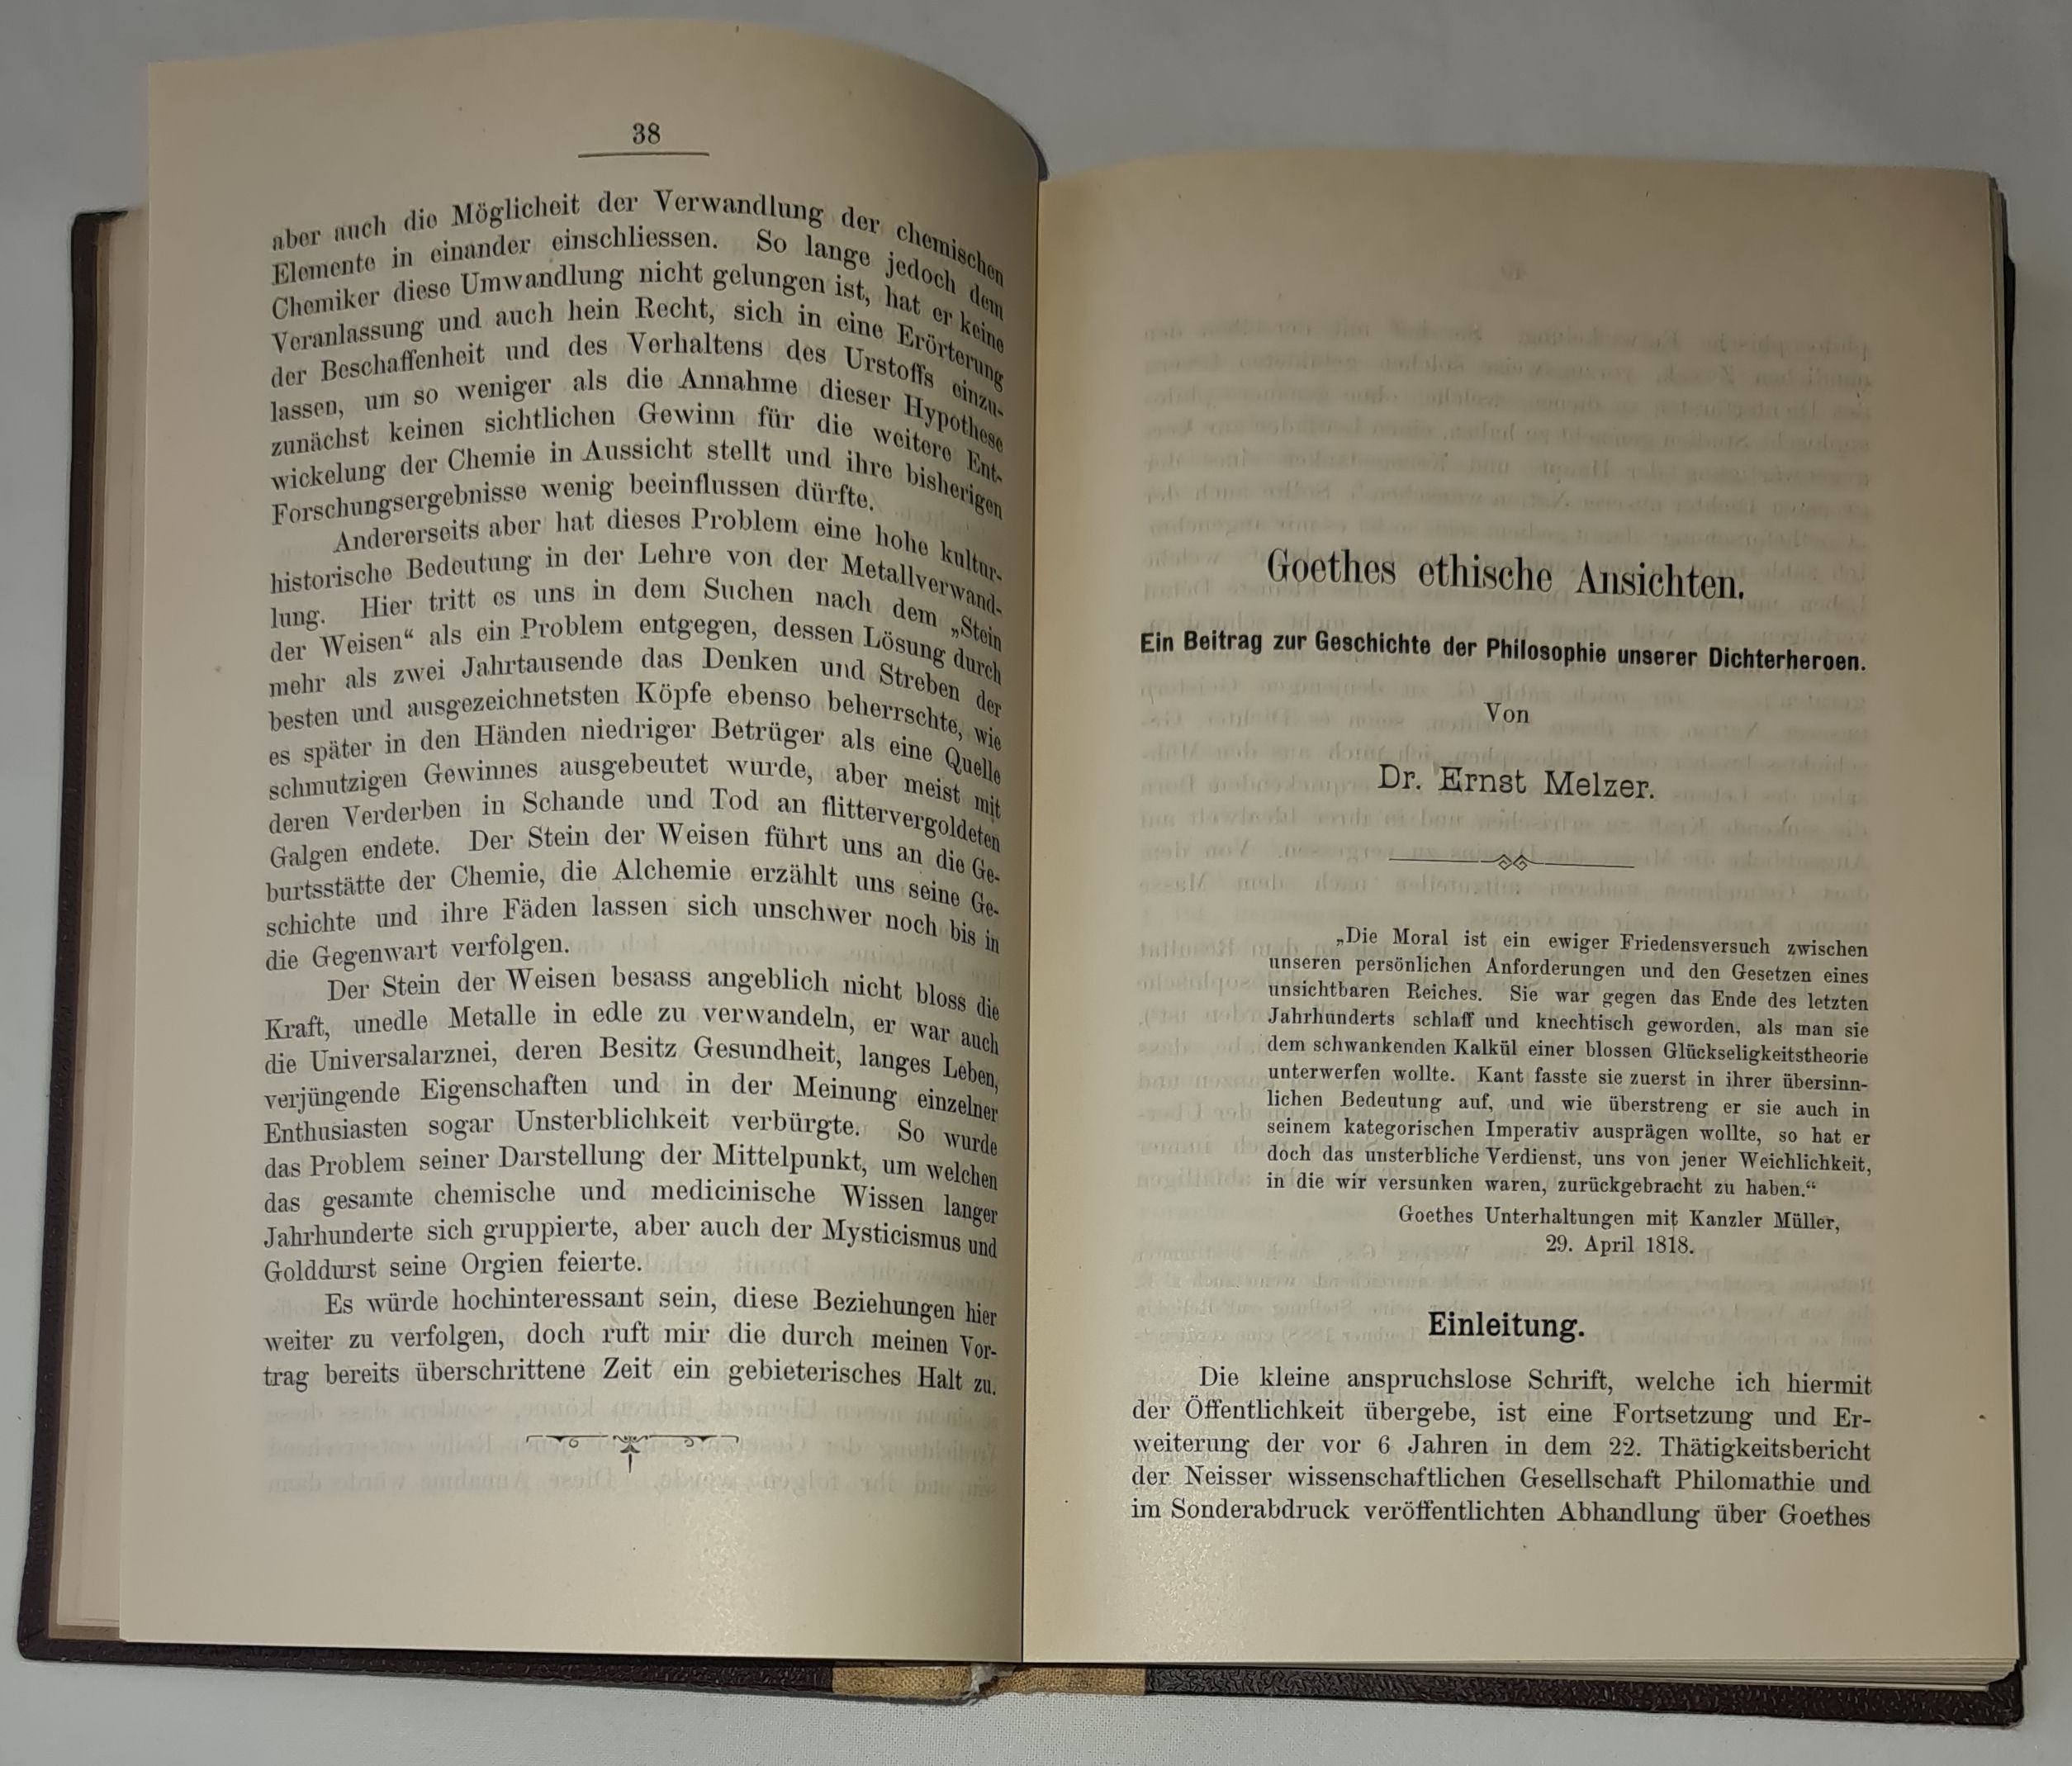 38
aber auch die Möglicheit der Verwandlung der chemischen
Elemente in einander einschliessen. So lange jedoch dem
Chemiker diese Umwandlung nicht gelungen ist, hat er keine
Veranlassung und auch hein Recht, sich in eine Erörterung
der Beschaffenheit und des Verhaltens des Urstoffs einzu-
lassen, um so weniger als die Annahme dieser Hypothese
zunächst keinen sichtlichen Gewinn für die weitere Ent-
wickelung der Chemie in Aussicht stellt und ihre bisherigen
Forschungsergebnisse wenig beeinflussen dürfte.
Andererseits aber hat dieses Problem eine hohe kultur-
historische Bedeutung in der Lehre von der Metallverwand-
lung. Hier tritt es uns in dem Suchen nach dem „Stein
der Weisen“ als ein Problem entgegen, dessen Lösung durch
mehr als zwei Jahrtausende das Denken und Streben der
besten und ausgezeichnetsten Köpfe ebenso beherrschte, wie
es später in den Händen niedriger Betrüger als eine Quelle
schmutzigen Gewinnes ausgebeutet wurde, aber meist mit
deren Verderben in Schande und Tod an flittervergoldeten
Galgen endete. Der Stein der Weisen führt uns an die Ge-
burtsstätte der Chemie, die Alchemie erzählt uns seine Ge-
schichte und ihre Fäden lassen sich unschwer noch bis in
die Gegenwart verfolgen.
Der Stein der Weisen besass angeblich nicht bloss die
Kraft, unedle Metalle in edle zu verwandeln, er war auch
die Universalarznei, deren Besitz Gesundheit, langes Leben,
verjüngende Eigenschaften und in der Meinung einzelner
Enthusiasten sogar Unsterblichkeit verbürgte. So wurde
das Problem seiner Darstellung der Mittelpunkt, um welchen
das gesamte chemische und medicinische Wissen langer
Jahrhunderte sich gruppierte, aber auch der Mysticismus und
Golddurst seine Orgien feierte.
Es würde hochinteressant sein, diese Beziehungen hier
weiter zu verfolgen, doch ruft mir die durch meinen Vor-
trag bereits überschrittene Zeit ein gebieterisches Halt zu.
Goethes ethische Ansichten.
Ein Beitrag zur Geschichte der Philosophie unserer Dichterheroen.
Von
Dr. Ernst Melzer.
„Die Moral ist ein ewiger Friedensversuch zwischen
unseren persönlichen Anforderungen und den Gesetzen eines
unsichtbaren Reiches. Sie war gegen das Ende des letzten
Jahrhunderts schlaff und knechtisch geworden, als man sie
dem schwankenden Kalkül einer blossen Glückseligkeitstheorie
unterwerfen wollte. Kant fasste sie zuerst in ihrer übersinn-
lichen Bedeutung auf, und wie überstreng er sie auch in
seinem kategorischen Imperativ ausprägen wollte, so hat er
doch das unsterbliche Verdienst, uns von jener Weichlichkeit,
in die wir versunken waren, zurückgebracht zu haben.“
Goethes Unterhaltungen mit Kanzler Müller,
29. April 1818.
Einleitung.
Die kleine anspruchslose Schrift, welche ich hiermit
der Öffentlichkeit übergebe, ist eine Fortsetzung und Er-
weiterung der vor 6 Jahren in dem 22. Thätigkeitsbericht
der Neisser wissenschaftlichen Gesellschaft Philomathie und
im Sonderabdruck veröffentlichten Abhandlung über Goethes